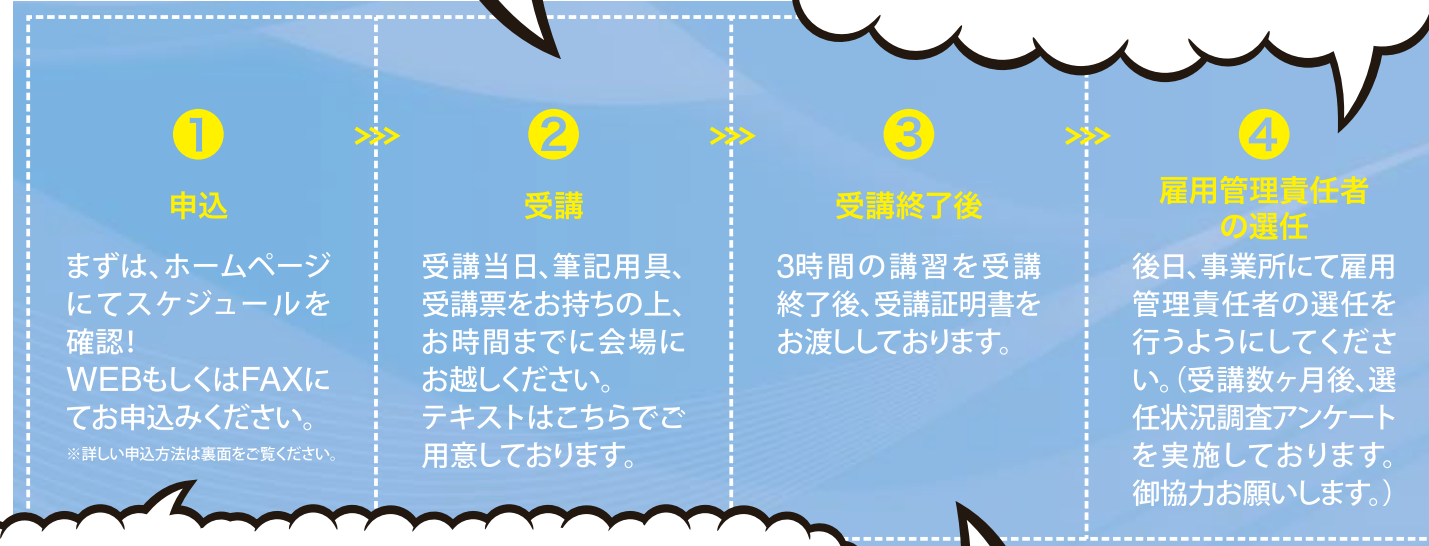 1
申込
まずは、ホームページ
にてスケジュールを
確認!
WEBもしくはFAXに
てお申込みください。
※詳しい申込方法は裏面をご覧ください。
>>>
2
受講
受講当日、筆記用具、
受講票をお持ちの上、
お時間までに会場に
お越しください。
テキストはこちらでご
用意しております。
>>>
3
受講終了後
3時間の講習を受講
終了後、受講証明書を
お渡ししております。
>>>
4
雇用管理責任者
の選任
後日、事業所にて雇用
管理責任者の選任を
行うようにしてくださ
い。(受講数ヶ月後、選
任状況調査アンケート
を実施しております。
御協力お願いします。)